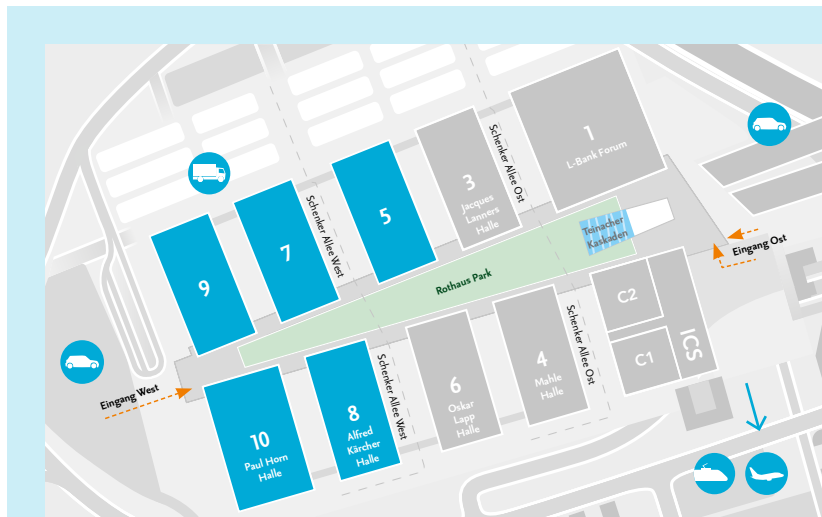 1
L-Bank Forum
Schenker Allee Ost
3
Jacques
Lanners
Halle
5
Schenker Allee West
7
9
Teinacher
Kaskaden
Eingang Ost
Rothaus Park
C2
C1
ICS
Schenker Allee Ost
4
Mahle
Halle
6
Oskar
Lapp
Halle
Schenker Allee West
8
Alfred
Kärcher
Halle
Eingang West
10
Paul Horn
Halle